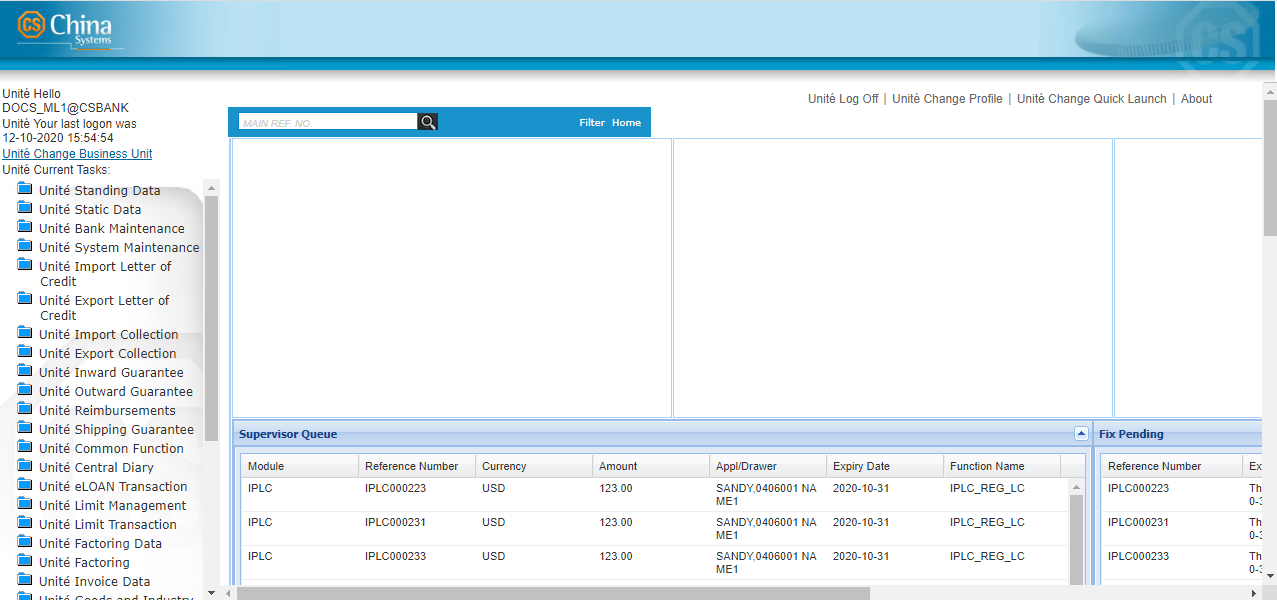 CS China
Systems
CS
Unité Hello
DOCS_ML1@CSBANK
Unité Your last logon was
12-10-2020 15:54:54
Unité Change Business Unit
Unité Current Tasks:
Unité Log Off | Unité Change Profile | Unité Change Quick Launch | About
MAIN REF. NO.
Filter Home
Unité Standing Data
Unité Static Data
Unité Bank Maintenance
Unité System Maintenance
Unité Import Letter of
Credit
Unité Export Letter of
Credit
Unité Import Collection
Unité Export Collection
Unité Inward Guarantee
Unité Outward Guarantee
Unité Reimbursements
Unité Shipping Guarantee
Unité Common Function
Unité Central Diary
Unité eLOAN Transaction
Unité Limit Management
Unité Limit Transaction
Unité Factoring Data
Unité Factoring
Unité Invoice Data
Unité Goods and Industry
Supervisor Queue
Module Reference Number Currency Amount Appl/Drawer Expiry Date Function Name
IPLC IPLC000223 USD 123.00 SANDY,0406001 NA 2020-10-31 IPLC_REG_LC
ME1
IPLC IPLC000231 USD 123.00 SANDY,0406001 NA 2020-10-31 IPLC_REG_LC
ME1
IPLC IPLC000233 USD 123.00 SANDY,0406001 NA 2020-10-31 IPLC_REG_LC
ME1
Fix Pending
Reference Number Ex
IPLC000223 Th
0-3
IPLC000231 Th
0-3
IPLC000233 Th
0-3